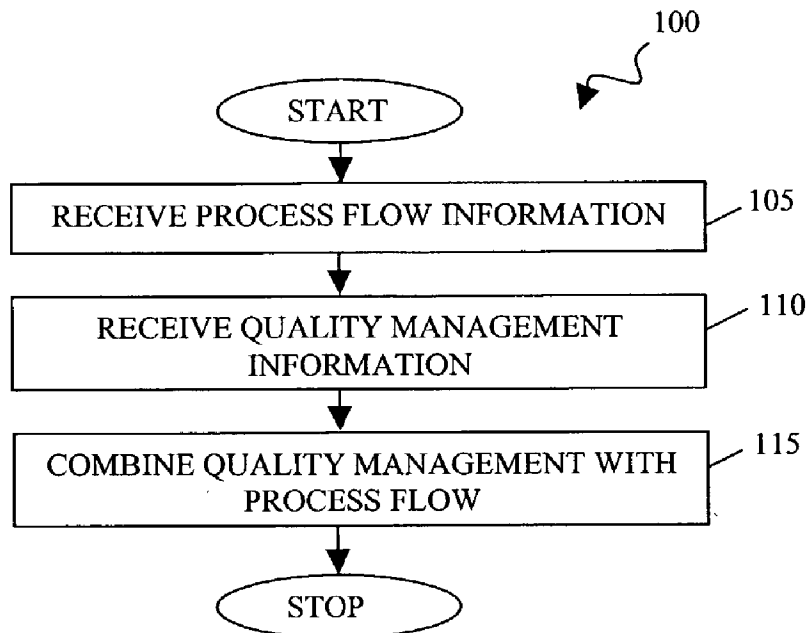 100
START
RECEIVE PROCESS FLOW INFORMATION
105
RECEIVE QUALITY MANAGEMENT
INFORMATION
110
COMBINE QUALITY MANAGEMENT WITH
PROCESS FLOW
115
STOP